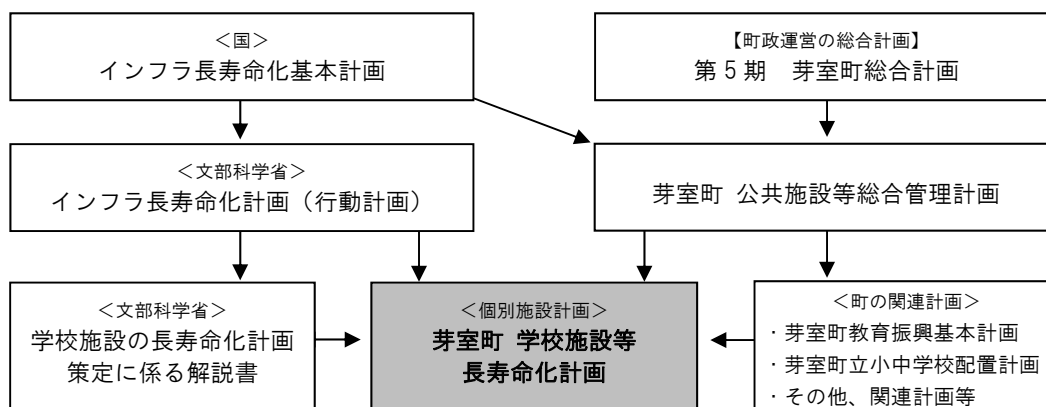 ＜国＞
インフラ長寿命化基本計画
【町政運営の総合計画】
第５期　芽室町総合計画
＜文部科学省＞
インフラ長寿命化計画（行動計画）
芽室町 公共施設等総合管理計画
＜文部科学省＞
学校施設の長寿命化計画
策定に係る解説書
＜個別施設計画＞
芽室町 学校施設等
長寿命化計画
＜町の関連計画＞
・芽室町教育振興基本計画
・芽室町立小中学校配置計画
・その他、関連計画等